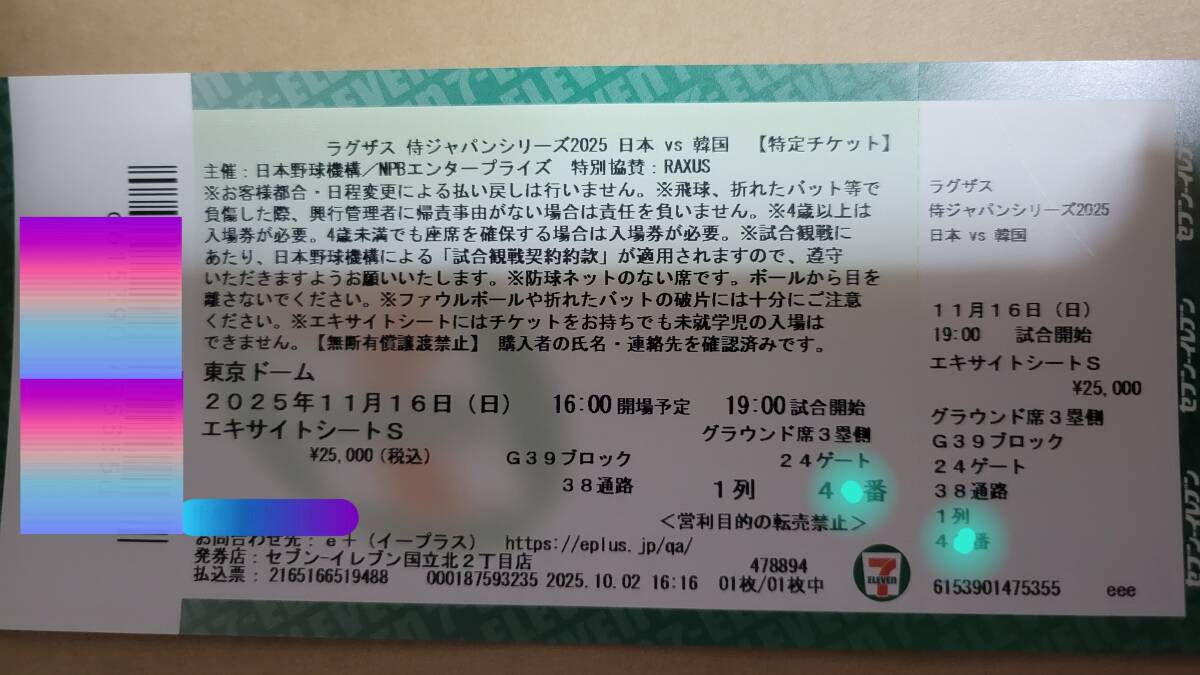 ラグザス 侍ジャパンシリーズ2025 日本 vs 韓国 【特定チケット】
主催：日本野球機構／NPBエンタープライズ 特別協賛：RAXUS
※お客様都合・日程変更による払い戻しは行いません。※飛球、折れたバット等で
負傷した際、興行管理者に帰責事由がない場合は責任を負いません。※4歳以上は
入場券が必要。4歳未満でも座席を確保する場合は入場券が必要。※試合観戦に
あたり、日本野球機構による「試合観戦契約約款」が適用されますので、遵守
いただきますようお願いいたします。※防球ネットのない席です。ボールから目を
離さないでください。※ファウルボールや折れたバットの破片には十分にご注意
ください。※エキサイトシートにはチケットをお持ちでも未就学児の入場は
できません。【無断有償譲渡禁止】 購入者の氏名・連絡先を確認済みです。
東京ドーム
2025年11月16日（日） 16:00開場予定 19:00試合開始
エキサイトシートS グラウンド席3塁側
¥25,000（税込） G39ブロック 24ゲート
38通路 1列 4 番
＜営利目的の転売禁止＞
お問合わせ先：e＋（イープラス） https://eplus.jp/qa/
発券店：セブン-イレブン国立北2丁目店 478894
払込票：2165166519488 000187593235 2025.10.02 16:16 01枚/01枚中
7 ELEVEN
ラグザス
侍ジャパンシリーズ2025
日本 vs 韓国
11月16日（日）
19:00 試合開始
エキサイトシートS
¥25,000
グラウンド席3塁側
G39ブロック
24ゲート
38通路
1列
4 番
6153901475355 eee
セブン-イレブン
セブン-イレブン